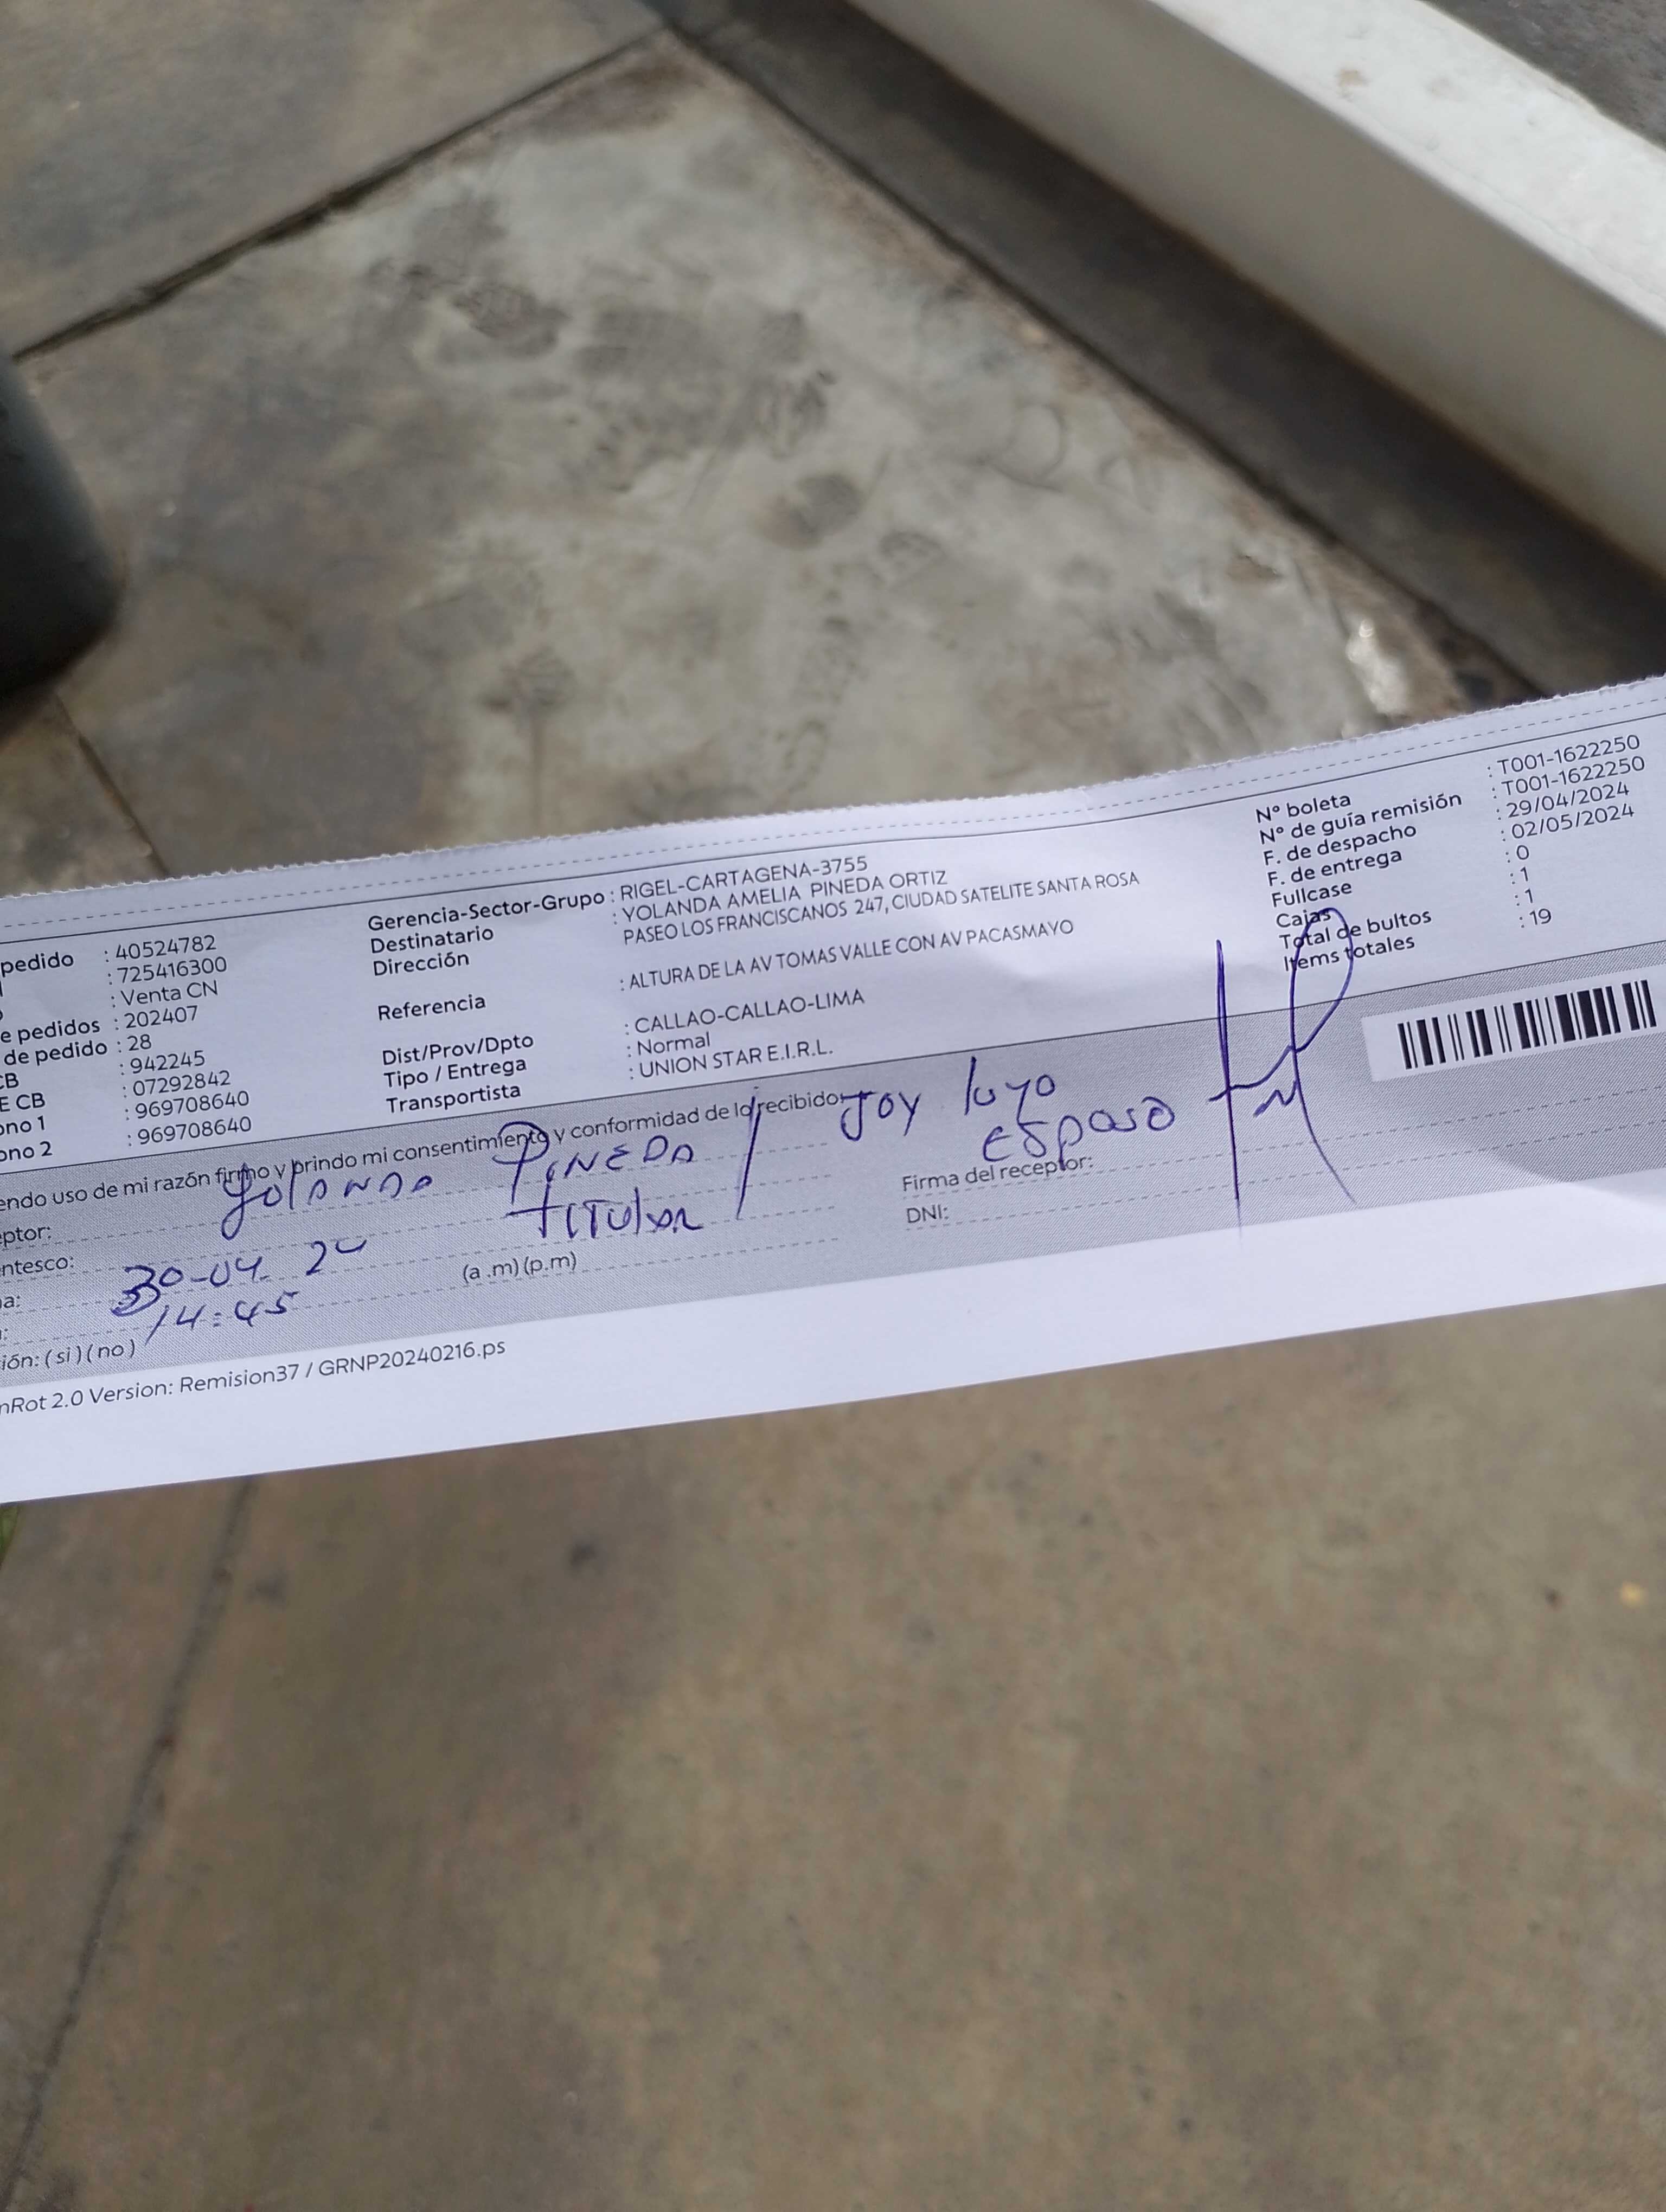 pedido : 40524782
: 725416300
: Venta CN
e pedidos : 202407
de pedido : 28
CB : 942245
E CB : 07292842
ono 1 : 969708640
ono 2 : 969708640
Gerencia-Sector-Grupo : RIGEL-CARTAGENA-3755
Destinatario : YOLANDA AMELIA PINEDA ORTIZ
Dirección PASEO LOS FRANCISCANOS 247, CIUDAD SATELITE SANTA ROSA
Referencia : ALTURA DE LA AV TOMAS VALLE CON AV PACASMAYO
Dist/Prov/Dpto : CALLAO-CALLAO-LIMA
Tipo / Entrega : Normal
Transportista : UNION STAR E.I.R.L.
N° boleta : T001-1622250
N° de guía remisión : T001-1622250
F. de despacho : 29/04/2024
F. de entrega : 02/05/2024
Fullcase : 0
Cajas : 1
Total de bultos : 1
Items totales : 19
endo uso de mi razón firmo y brindo mi consentimiento y conformidad de lo recibido.
eptor: Yolanda Pineda / Joy luyo
esposo
entesco: Titular
Firma del receptor:
DNI:
a: 30-04-24
: 14:45 (a .m) (p.m)
ión: ( si ) ( no )
nRot 2.0 Version: Remision37 / GRNP20240216.ps